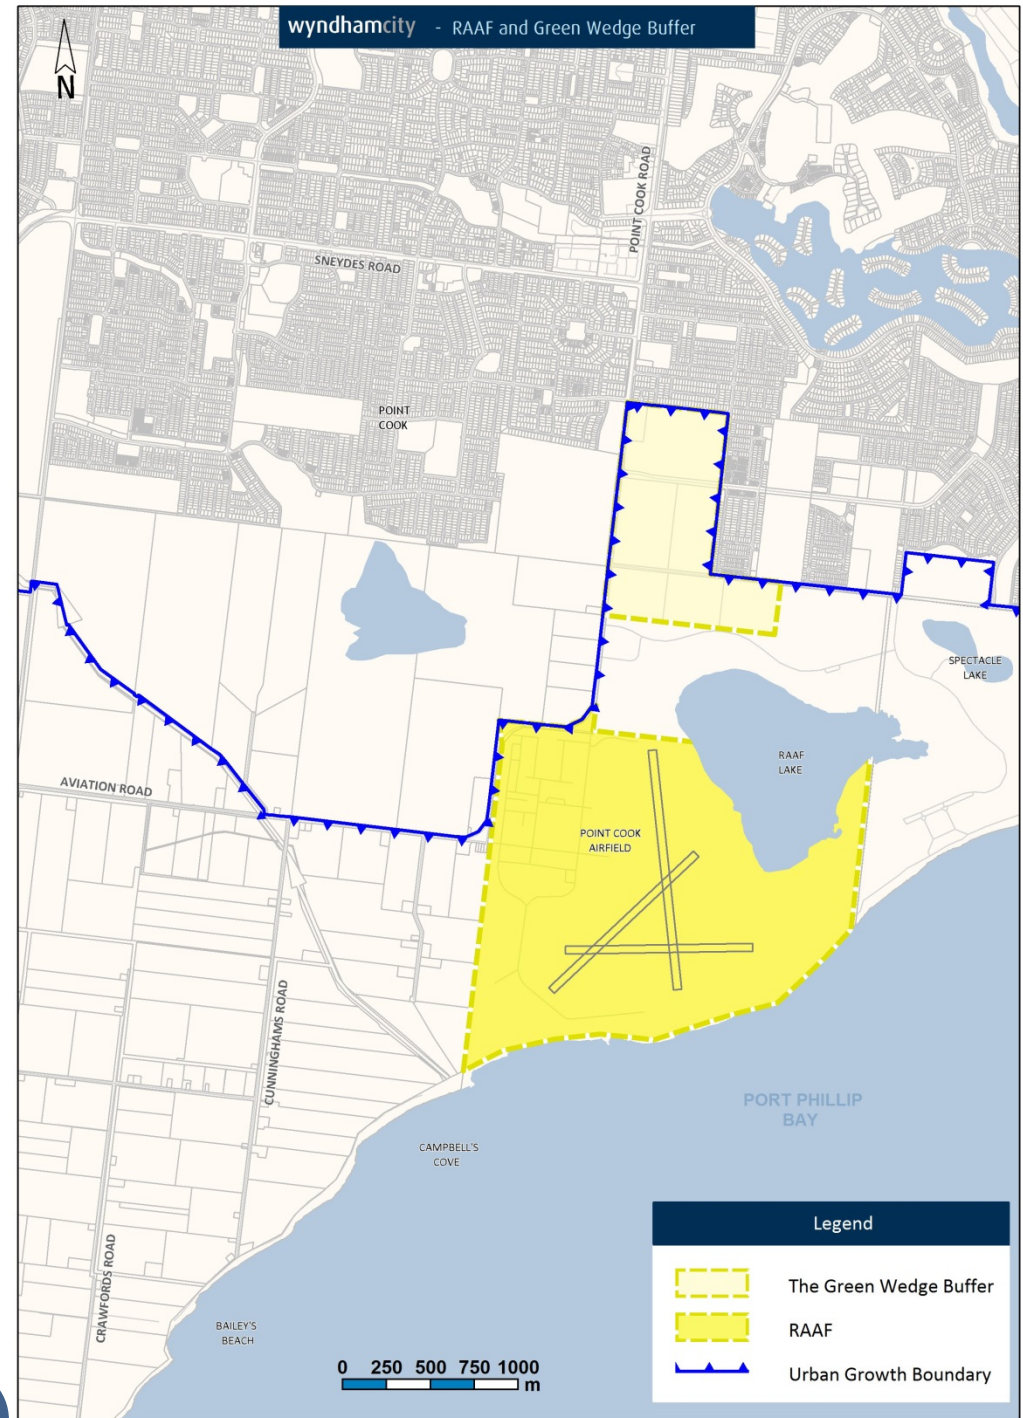 wyndhamcity - RAAF and Green Wedge Buffer
N
POINT COOK ROAD
SNEYDES ROAD
POINT
COOK
SPECTACLE
LAKE
RAAF
LAKE
AVIATION ROAD
POINT COOK
AIRFIELD
CUNNINGHAMS ROAD
PORT PHILLIP
BAY
CAMPBELL'S
COVE
CRAWFORDS ROAD
BAILEY'S
BEACH
Legend
The Green Wedge Buffer
RAAF
Urban Growth Boundary
0 250 500 750 1000
m